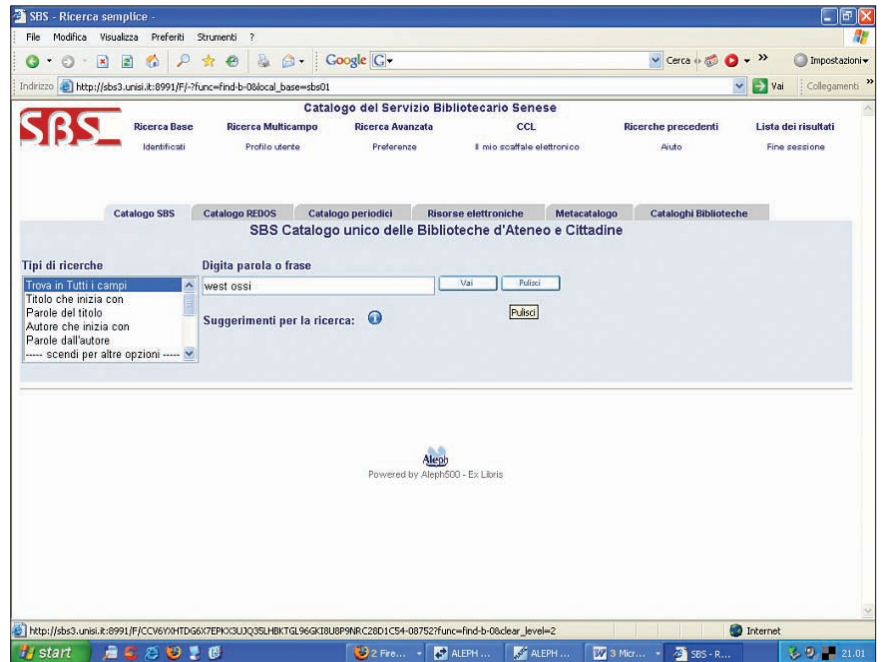 SBS - Ricerca semplice -
File Modifica Visualizza Preferiti Strumenti ?
Google G Cerca » Impostazioni
Indirizzo http://sbs3.unisi.it:8991/F/-?func=find-b-0&local_base=sbs01 Vai Collegamenti »
Catalogo del Servizio Bibliotecario Senese
SBS
Ricerca Base Ricerca Multicampo Ricerca Avanzata CCL Ricerche precedenti Lista dei risultati
Identificati Profilo utente Preferenze Il mio scaffale elettronico Aiuto Fine sessione
Catalogo SBS Catalogo REDOS Catalogo periodici Risorse elettroniche Metacatalogo Cataloghi Biblioteche
SBS Catalogo unico delle Biblioteche d'Ateneo e Cittadine
Tipi di ricerche Digita parola o frase
Trova in Tutti i campi west ossi Vai Pulisci
Titolo che inizia con
Parole del titolo Suggerimenti per la ricerca: Pulisci
Autore che inizia con
Parole dall'autore
----- scendi per altre opzioni -----
Aleph
Powered by Aleph500 - Ex Libris
Internet
start 2 Fire... ALEPH ... ALEPH ... 3 Micr... SBS - R... 21.01